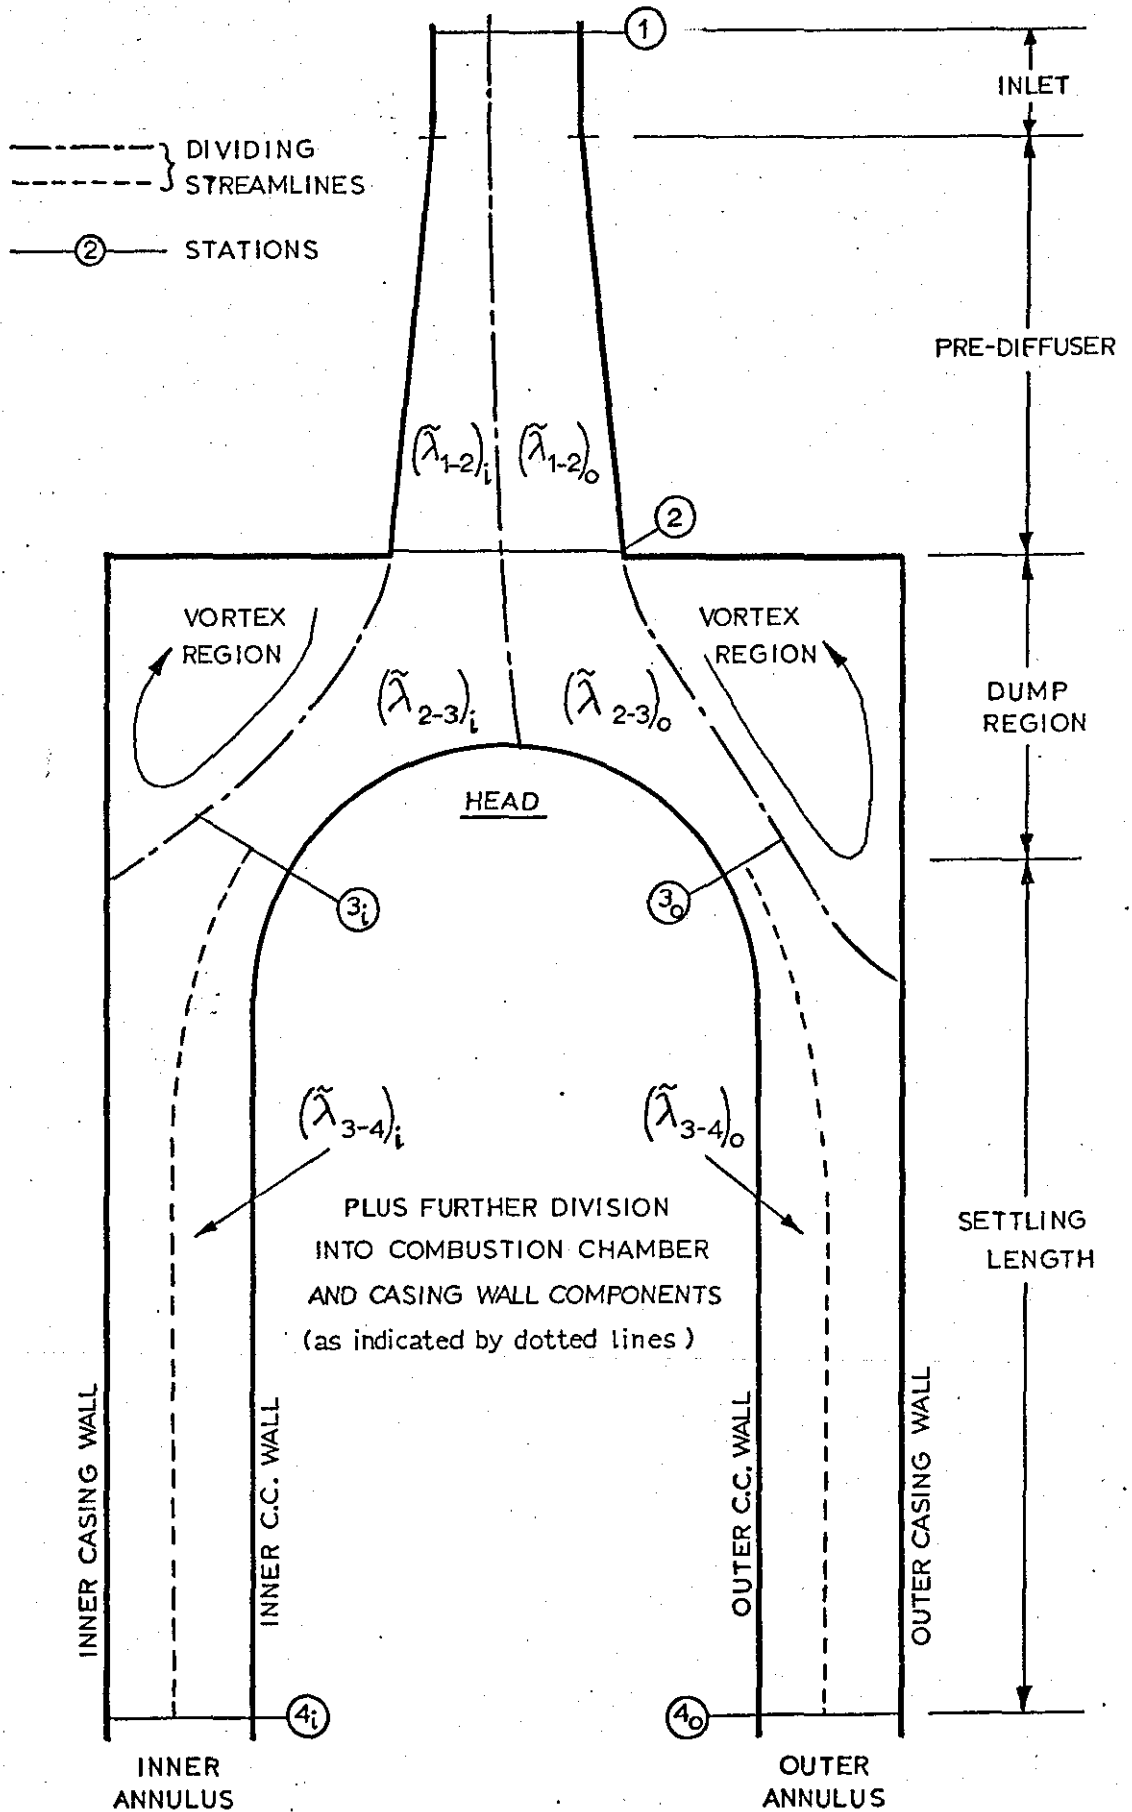 1
INLET
DIVIDING
STREAMLINES
2 STATIONS
PRE-DIFFUSER
(λ̃1-2)i (λ̃1-2)o
2
VORTEX
REGION
VORTEX
REGION
(λ̃2-3)i (λ̃2-3)o
DUMP
REGION
HEAD
3i 3o
(λ̃3-4)i (λ̃3-4)o
PLUS FURTHER DIVISION
INTO COMBUSTION CHAMBER
AND CASING WALL COMPONENTS
(as indicated by dotted lines)
SETTLING
LENGTH
INNER CASING WALL
INNER C.C. WALL
OUTER C.C. WALL
OUTER CASING WALL
4i 4o
INNER
ANNULUS
OUTER
ANNULUS